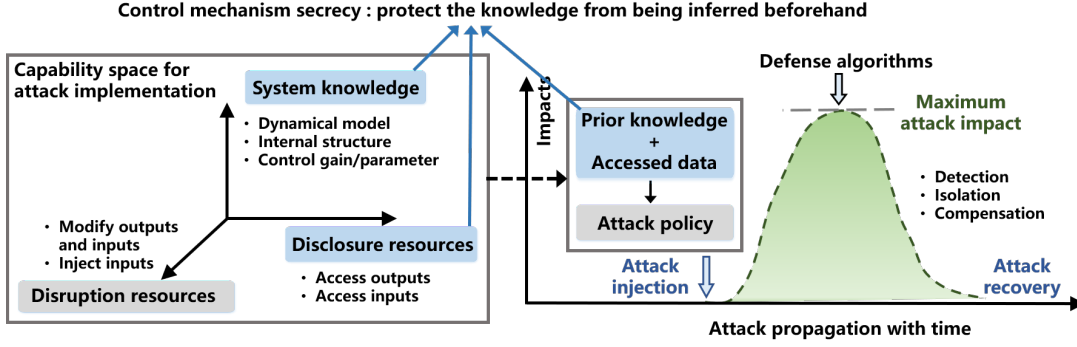 Control mechanism secrecy : protect the knowledge from being inferred beforehand
Capability space for
attack implementation
System knowledge
• Dynamical model
• Internal structure
• Control gain/parameter
• Modify outputs
and inputs
• Inject inputs
Disruption resources
Disclosure resources
• Access outputs
• Access inputs
Impacts
Prior knowledge
+
Accessed data
Attack policy
Attack
injection
Defense algorithms
Maximum
attack impact
• Detection
• Isolation
• Compensation
Attack
recovery
Attack propagation with time